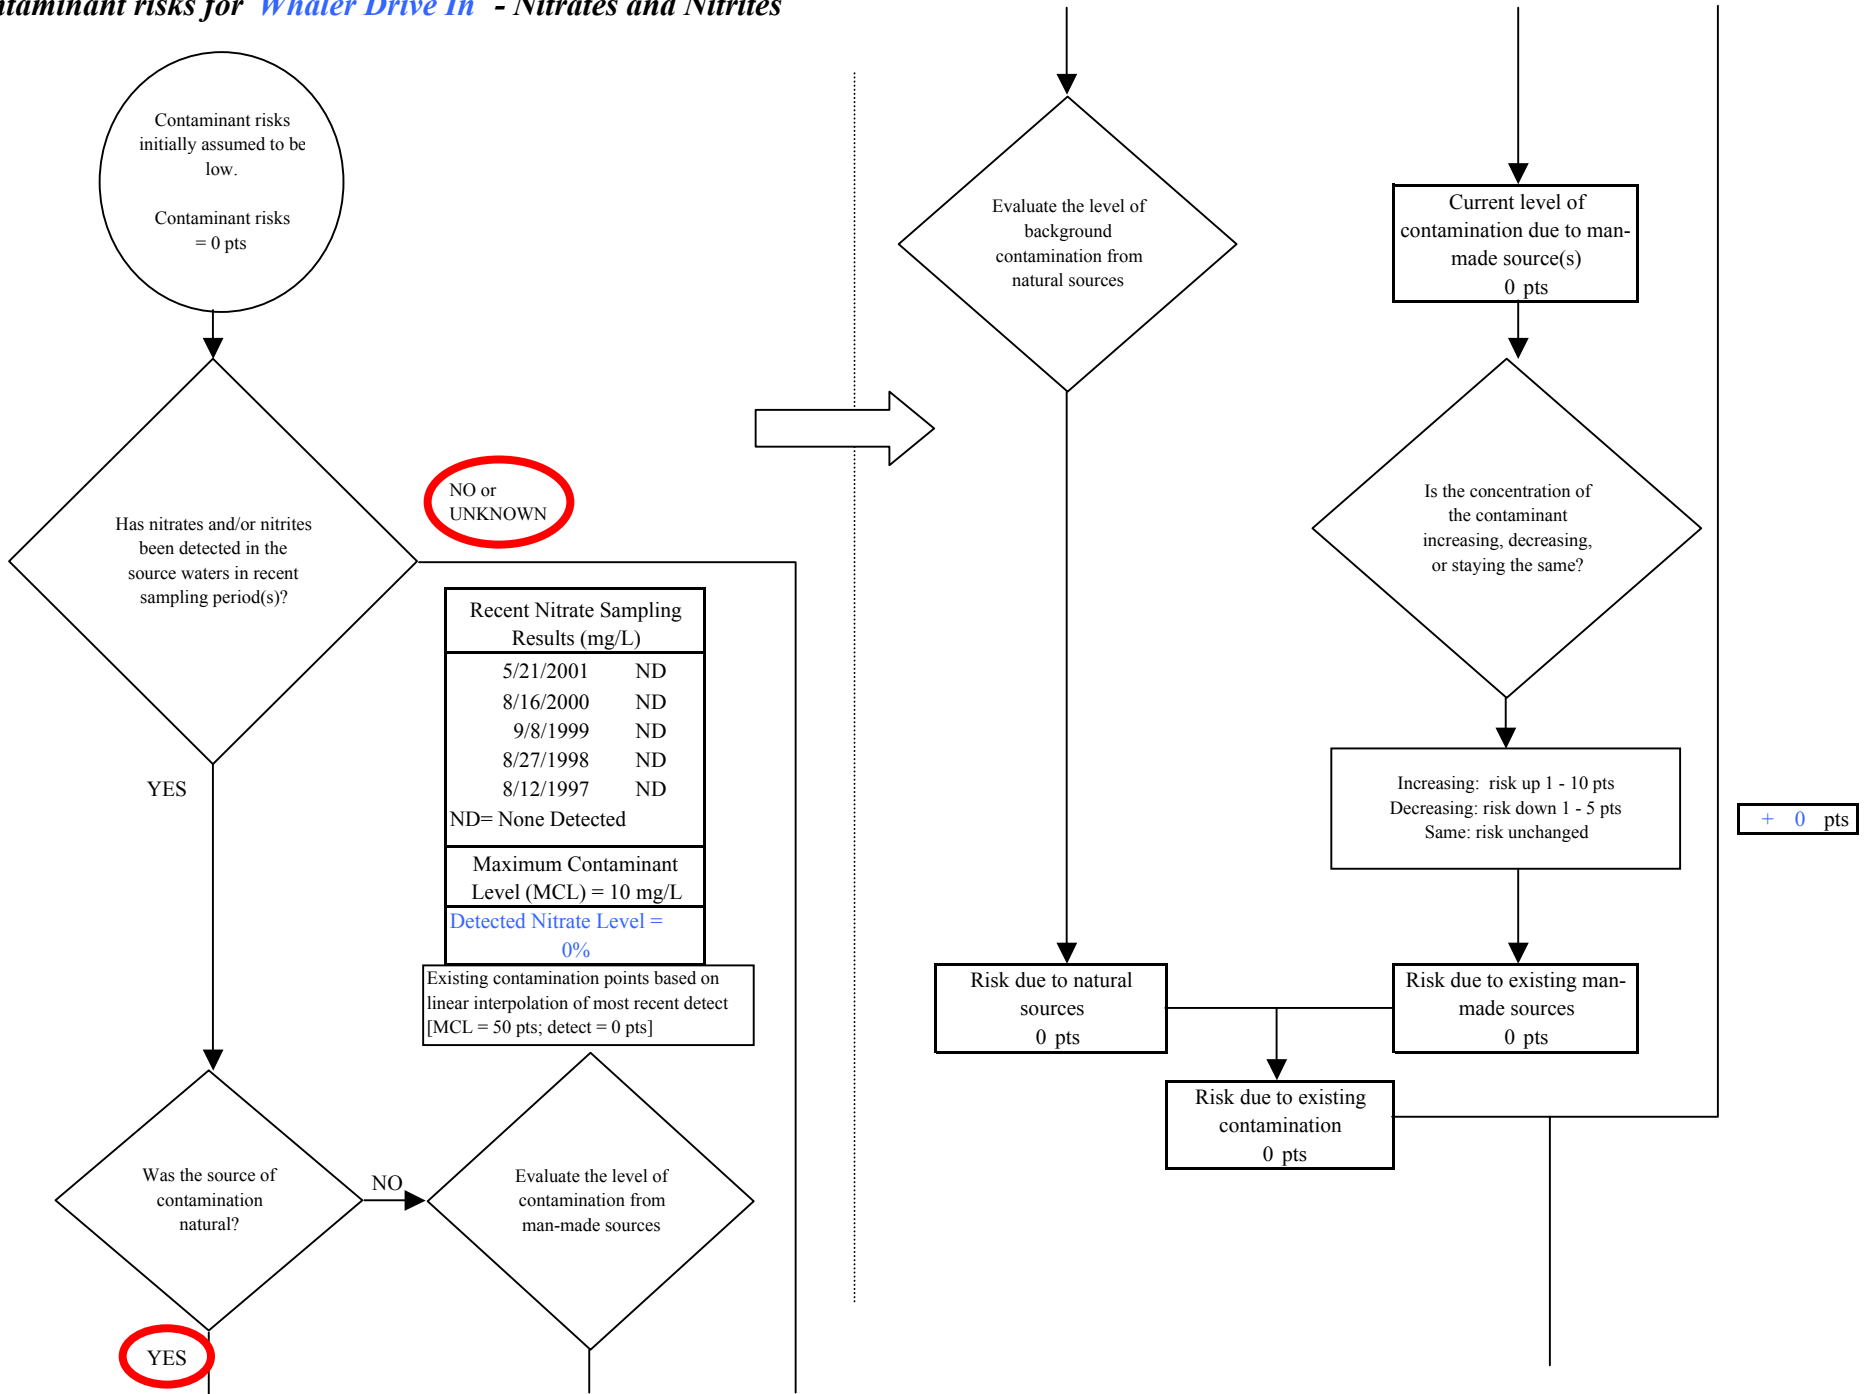 ntaminant risks for Whaler Drive In - Nitrates and Nitrites
Contaminant risks
initially assumed to be
low.
Contaminant risks
= 0 pts
Has nitrates and/or nitrites
been detected in the
source waters in recent
sampling period(s)?
NO or
UNKNOWN
YES
Recent Nitrate Sampling
Results (mg/L)
5/21/2001 ND
8/16/2000 ND
9/8/1999 ND
8/27/1998 ND
8/12/1997 ND
ND= None Detected
Maximum Contaminant
Level (MCL) = 10 mg/L
Detected Nitrate Level =
0%
Existing contamination points based on
linear interpolation of most recent detect
[MCL = 50 pts; detect = 0 pts]
Was the source of
contamination
natural?
NO
Evaluate the level of
contamination from
man-made sources
YES
Evaluate the level of
background
contamination from
natural sources
Current level of
contamination due to man-
made source(s)
0 pts
Is the concentration of
the contaminant
increasing, decreasing,
or staying the same?
Increasing: risk up 1 - 10 pts
Decreasing: risk down 1 - 5 pts
Same: risk unchanged
+ 0 pts
Risk due to natural
sources
0 pts
Risk due to existing man-
made sources
0 pts
Risk due to existing
contamination
0 pts